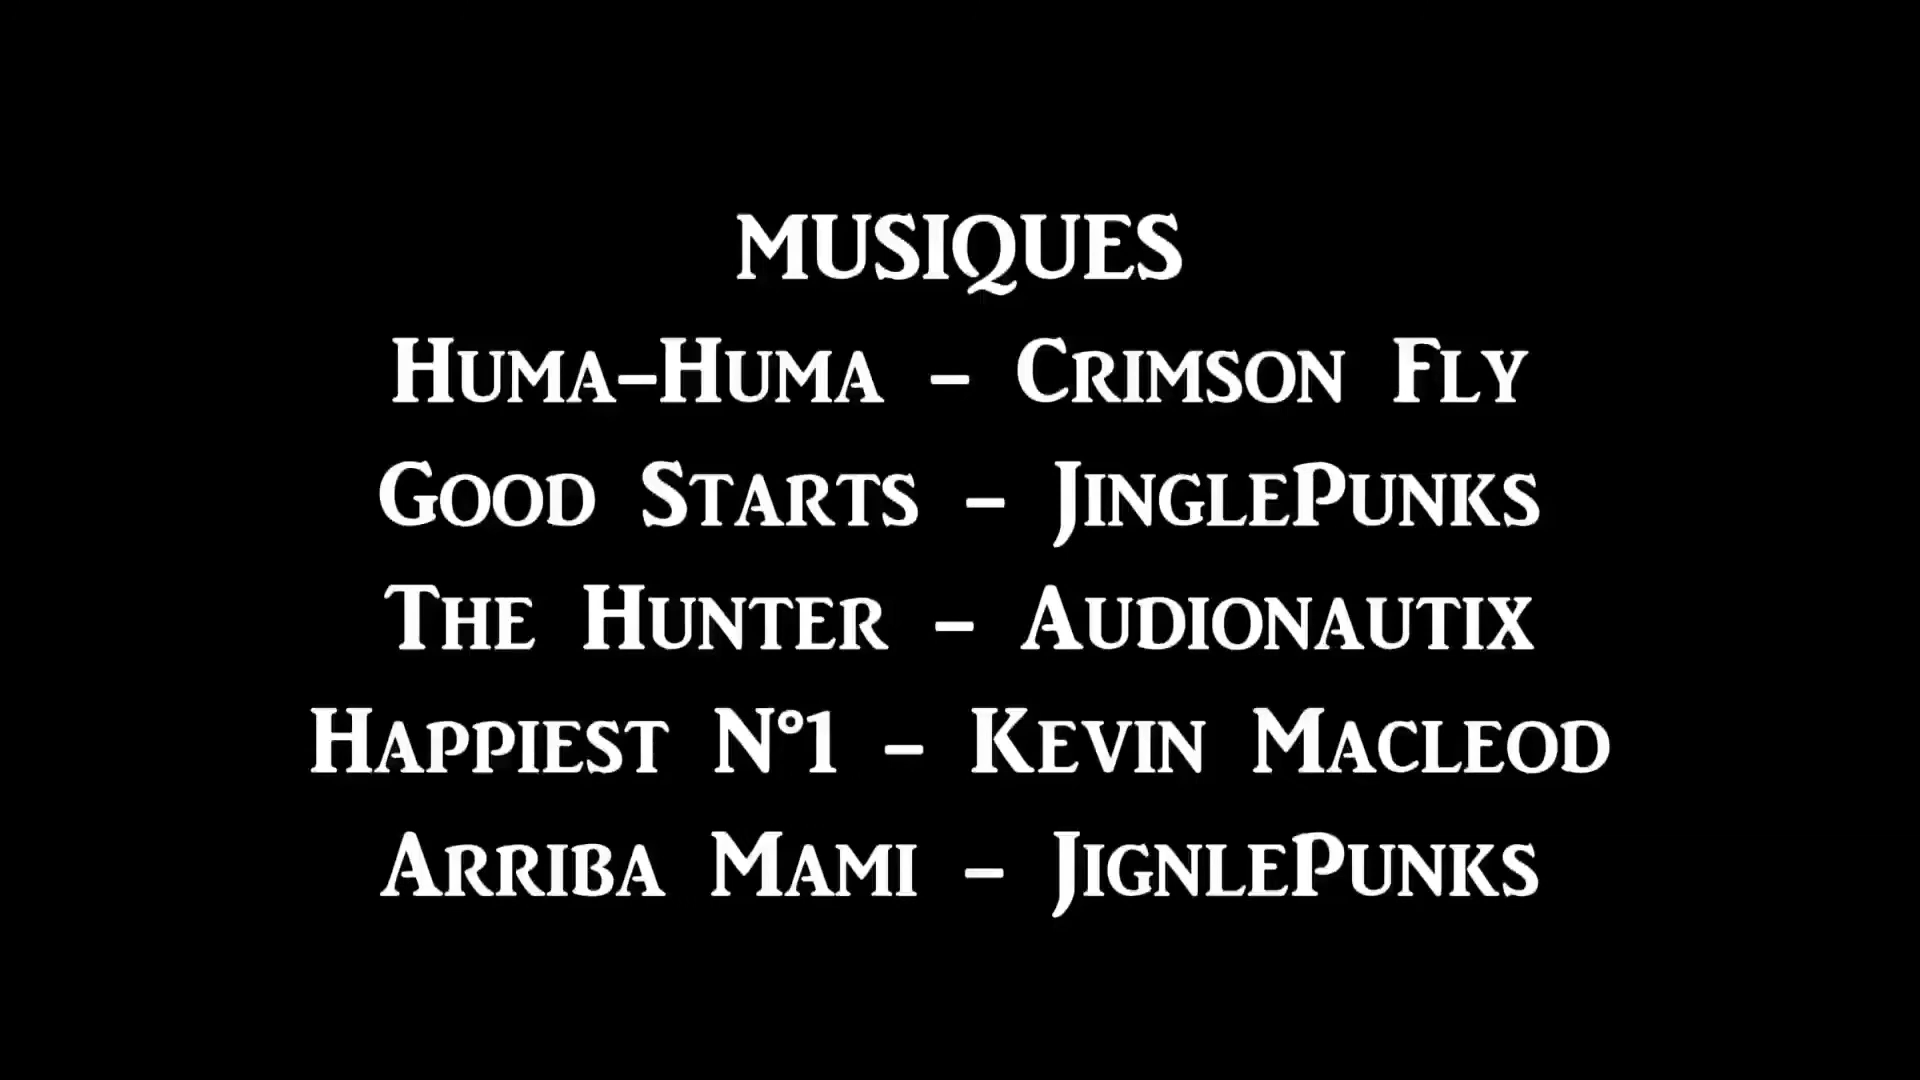 MUSIQUES
Huma-Huma - Crimson Fly
Good Starts - JinglePunks
The Hunter - Audionautix
Happiest N°1 - Kevin Macleod
Arriba Mami - JignlePunks